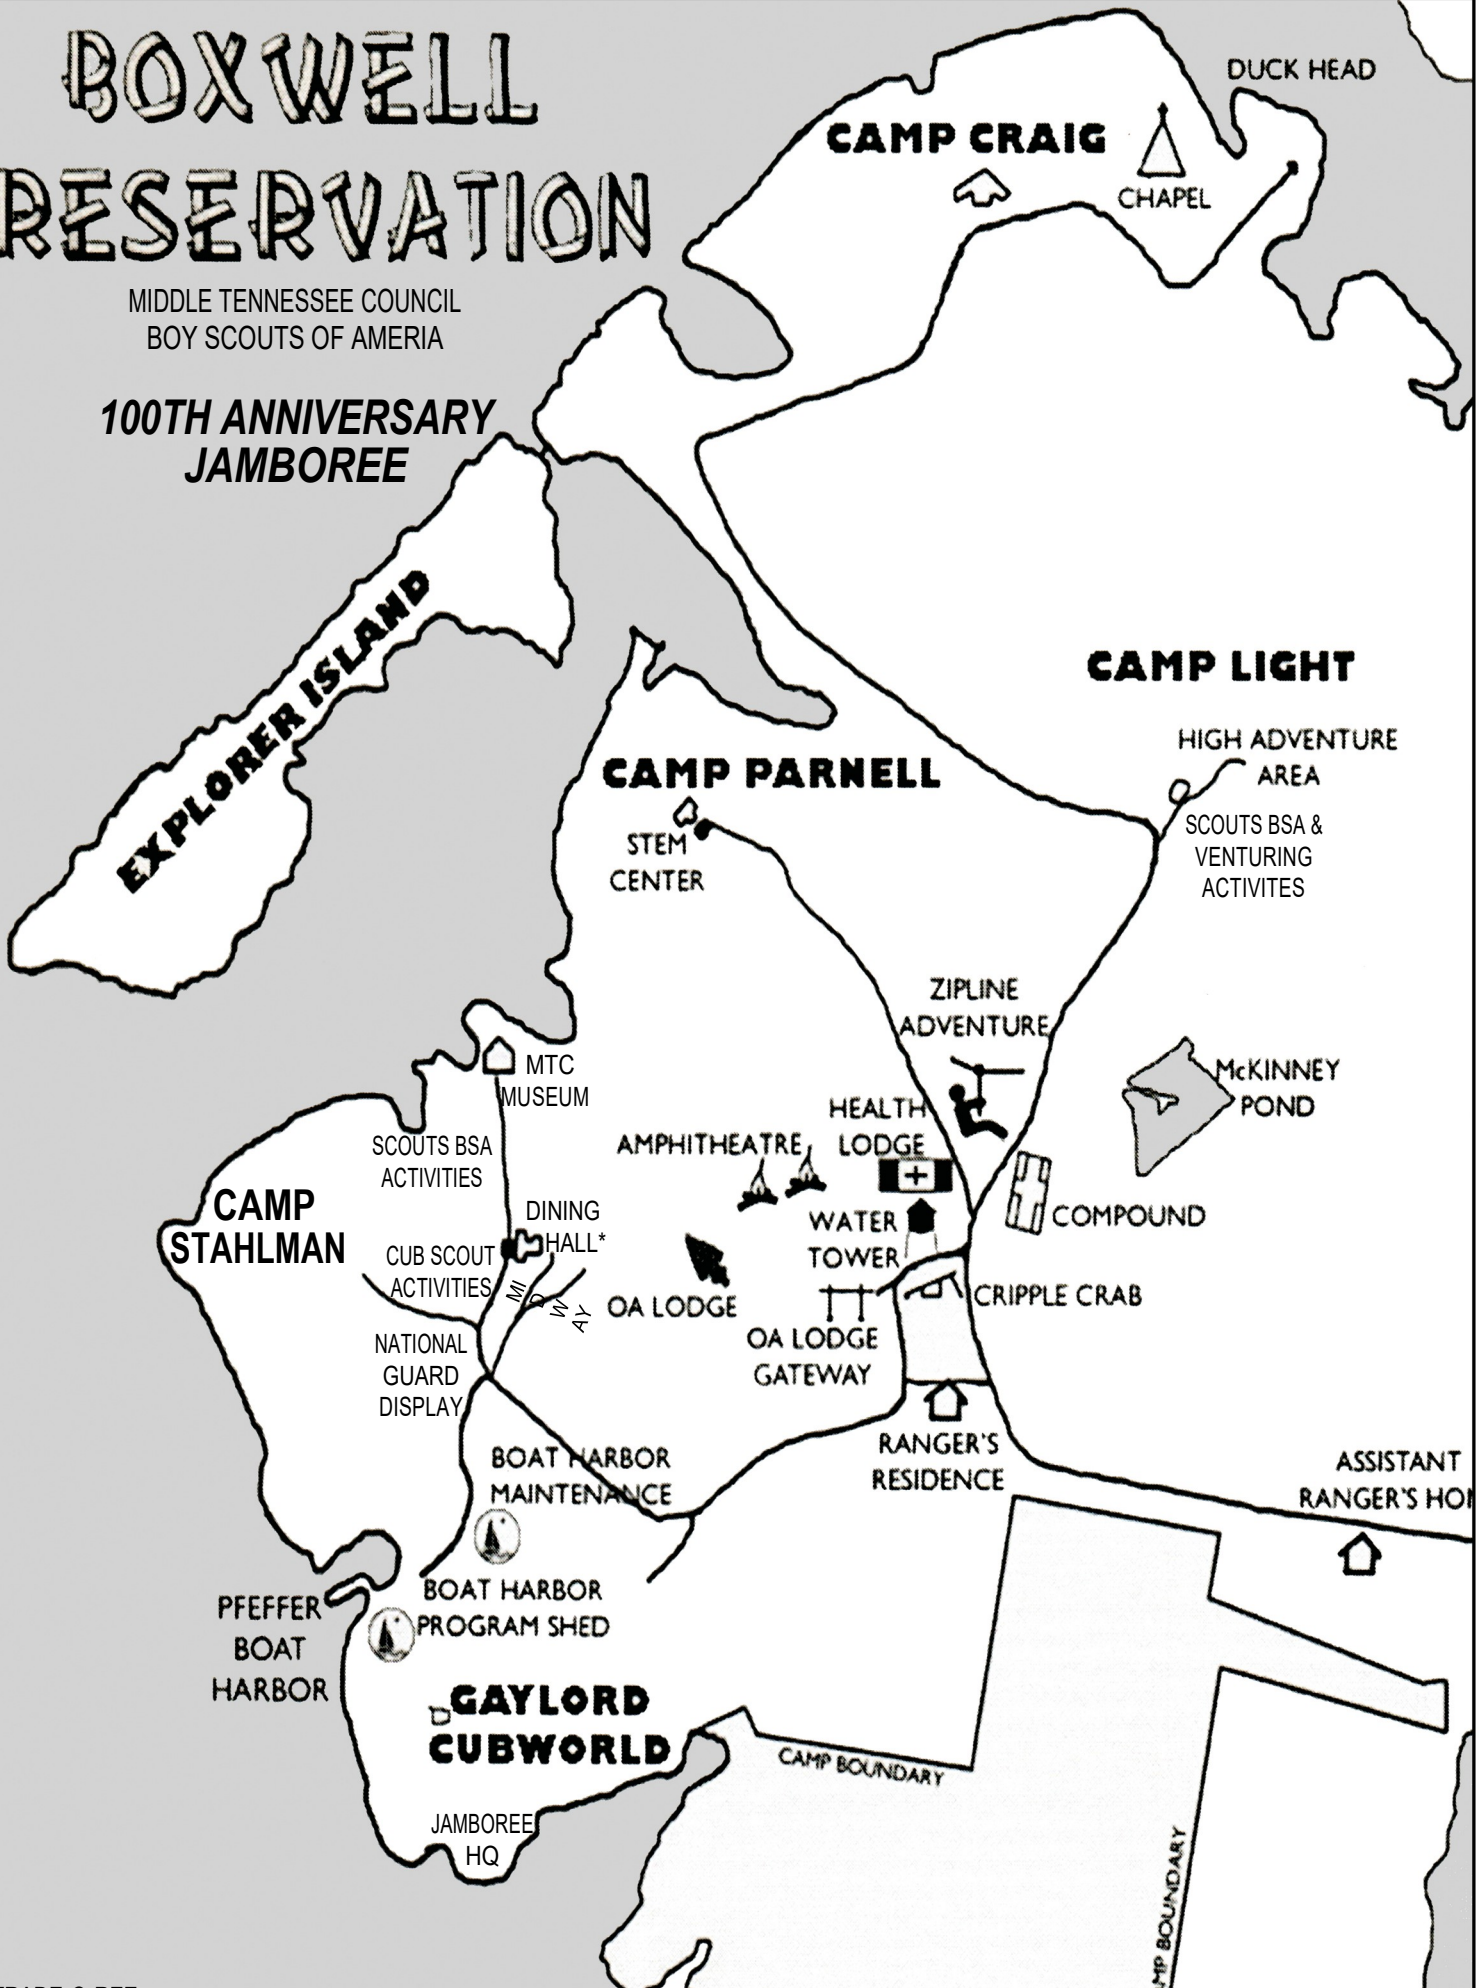 BOXWELL
RESERVATION
MIDDLE TENNESSEE COUNCIL
BOY SCOUTS OF AMERIA
100TH ANNIVERSARY
JAMBOREE
DUCK HEAD
CAMP CRAIG
CHAPEL
EXPLORER ISLAND
CAMP LIGHT
HIGH ADVENTURE
AREA
SCOUTS BSA &
VENTURING
ACTIVITES
CAMP PARNELL
STEM
CENTER
ZIPLINE
ADVENTURE
McKINNEY
POND
MTC
MUSEUM
HEALTH
LODGE
AMPHITHEATRE
SCOUTS BSA
ACTIVITIES
CAMP
STAHLMAN
DINING
HALL*
CUB SCOUT
ACTIVITIES
MI
D
W
AY
WATER
TOWER
COMPOUND
OA LODGE
CRIPPLE CRAB
OA LODGE
GATEWAY
NATIONAL
GUARD
DISPLAY
RANGER'S
RESIDENCE
BOAT HARBOR
MAINTENANCE
ASSISTANT
RANGER'S
BOAT HARBOR
PROGRAM SHED
PFEFFER
BOAT
HARBOR
GAYLORD
CUBWORLD
CAMP BOUNDARY
JAMBOREE
HQ
BOUNDARY